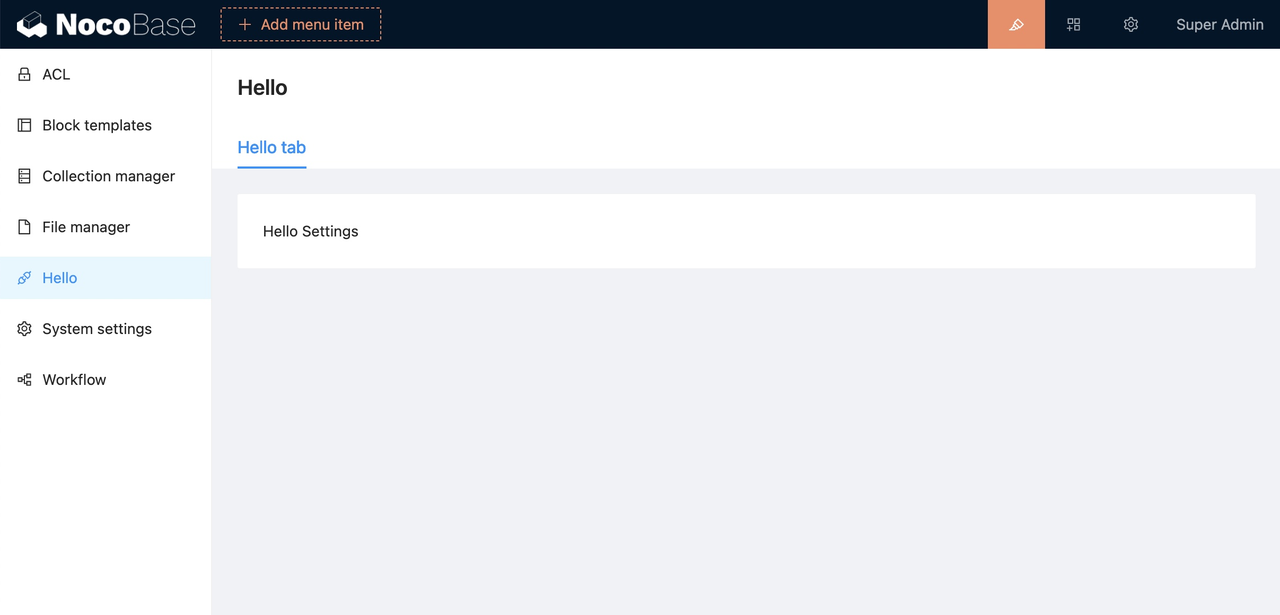 NocoBase
Add menu item
Super Admin
ACL
Block templates
Collection manager
File manager
Hello
System settings
Workflow
Hello
Hello tab
Hello Settings